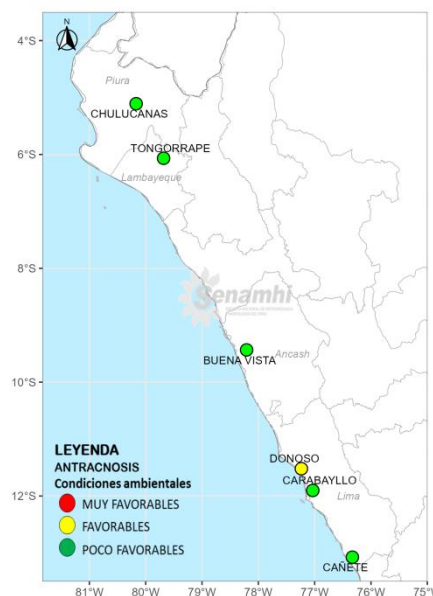 N
4°S
Piura
CHULUCANAS
TONGORRAPE
6°S
Lambayeque
8°S
Senamhi
BUENA VISTA
Ancash
10°S
LEYENDA
ANTRACNOSIS
Condiciones ambientales
MUY FAVORABLES
FAVORABLES
POCO FAVORABLES
DONOSO
CARABAYLLO
Lima
12°S
CAÑETE
81°W 80°W 79°W 78°W 77°W 76°W 75°W